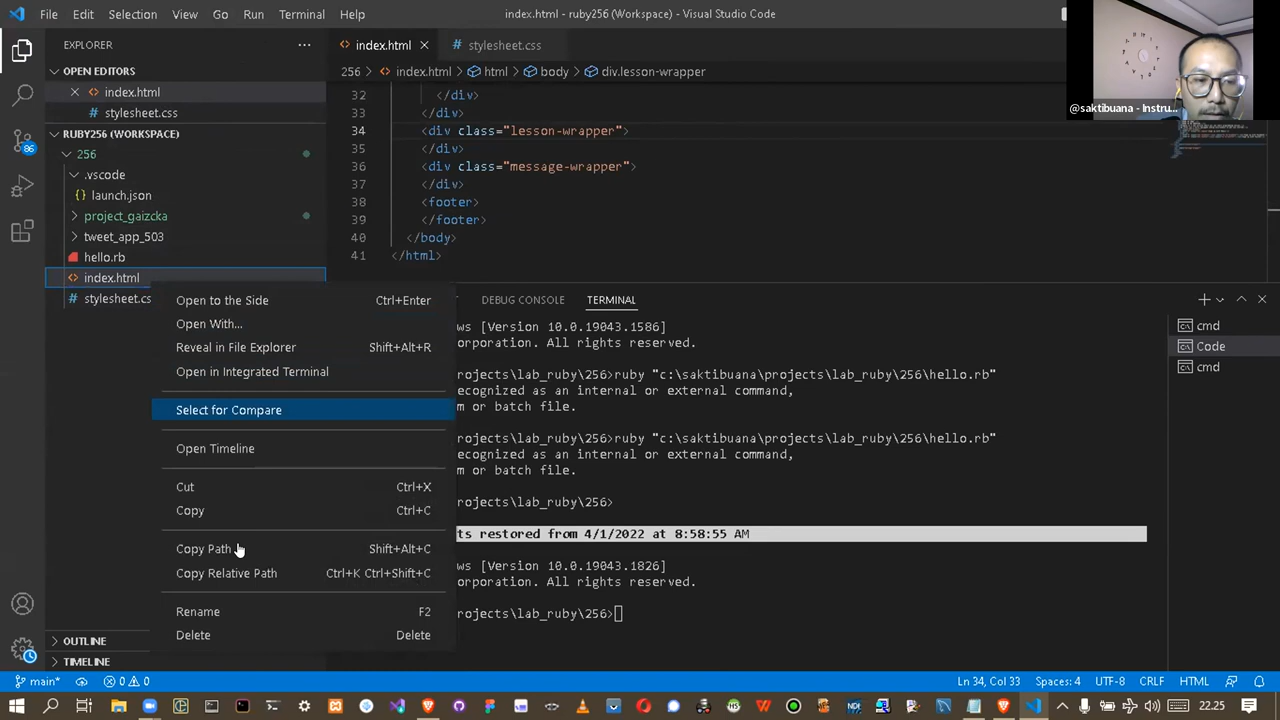 File Edit Selection View Go Run Terminal Help
index.html - ruby256 (Workspace) - Visual Studio Code
EXPLORER
OPEN EDITORS
index.html
stylesheet.css
RUBY256 (WORKSPACE)
256
.vscode
launch.json
project_gaizcka
tweet_app_503
hello.rb
index.html
stylesheet.cs
OUTLINE
TIMELINE
index.html
stylesheet.css
256 > index.html > html > body > div.lesson-wrapper
32 </div>
33 </div>
34 <div class="lesson-wrapper">
35 </div>
36 <div class="message-wrapper">
37 </div>
38 <footer>
39 </footer>
40 </body>
41 </html>
@saktibuana - Instru...
Open to the Side Ctrl+Enter
Open With...
Reveal in File Explorer Shift+Alt+R
Open in Integrated Terminal
Select for Compare
Open Timeline
Cut Ctrl+X
Copy Ctrl+C
Copy Path Shift+Alt+C
Copy Relative Path Ctrl+K Ctrl+Shift+C
Rename F2
Delete Delete
DEBUG CONSOLE TERMINAL
ws [Version 10.0.19043.1586]
orporation. All rights reserved.
rojects\lab_ruby\256>ruby "c:\saktibuana\projects\lab_ruby\256\hello.rb"
ecognized as an internal or external command,
m or batch file.
rojects\lab_ruby\256>ruby "c:\saktibuana\projects\lab_ruby\256\hello.rb"
ecognized as an internal or external command,
m or batch file.
rojects\lab_ruby\256>
ts restored from 4/1/2022 at 8:58:55 AM
ws [Version 10.0.19043.1826]
orporation. All rights reserved.
rojects\lab_ruby\256>
cmd
Code
cmd
86
main* 0 0
Ln 34, Col 33 Spaces: 4 UTF-8 CRLF HTML
22.25